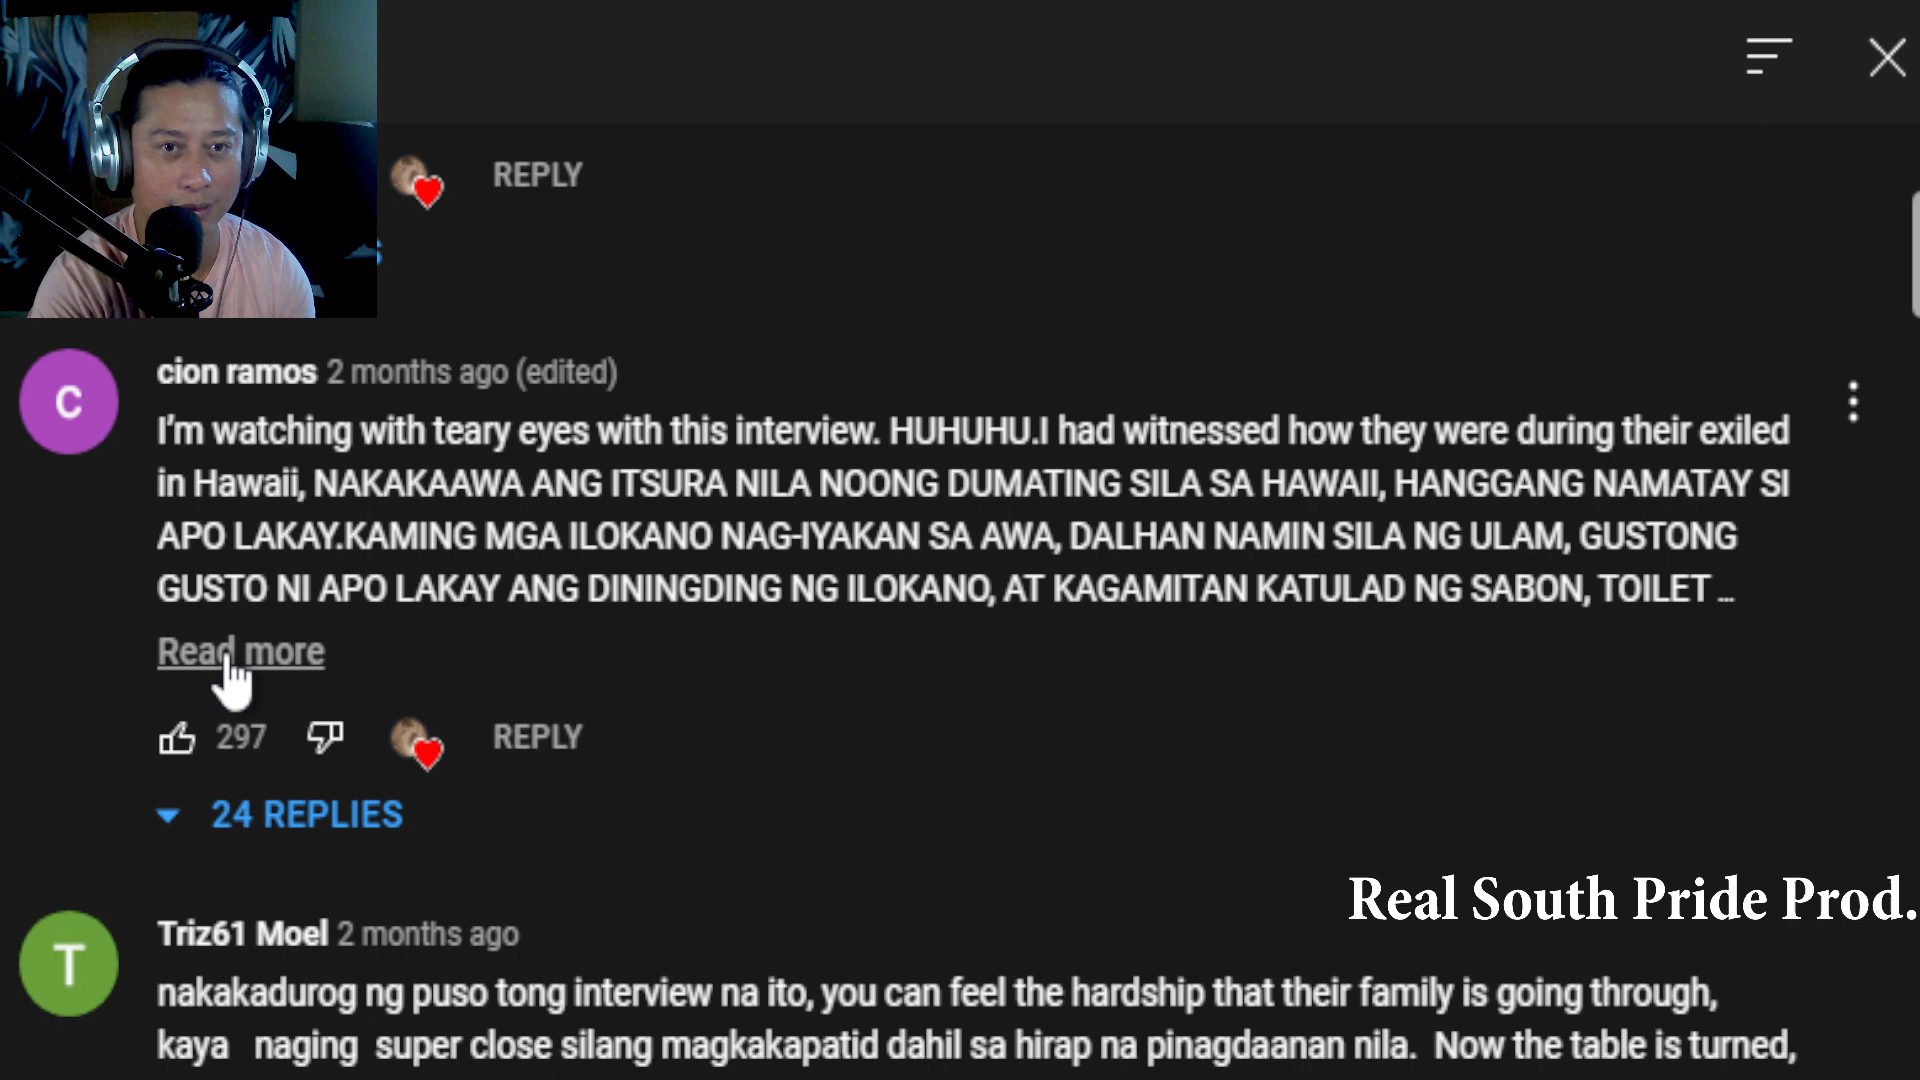 REPLY
C
cion ramos 2 months ago (edited)
I'm watching with teary eyes with this interview. HUHUHU.I had witnessed how they were during their exiled
in Hawaii, NAKAKAAWA ANG ITSURA NILA NOONG DUMATING SILA SA HAWAII, HANGGANG NAMATAY SI
APO LAKAY.KAMING MGA ILOKANO NAG-IYAKAN SA AWA, DALHAN NAMIN SILA NG ULAM, GUSTONG
GUSTO NI APO LAKAY ANG DININGDING NG ILOKANO, AT KAGAMITAN KATULAD NG SABON, TOILET ...
Read more
297 REPLY
24 REPLIES
Real South Pride Prod.
T
Triz61 Moel 2 months ago
nakakadurog ng puso tong interview na ito, you can feel the hardship that their family is going through,
kaya naging super close silang magkakapatid dahil sa hirap na pinagdaanan nila. Now the table is turned,